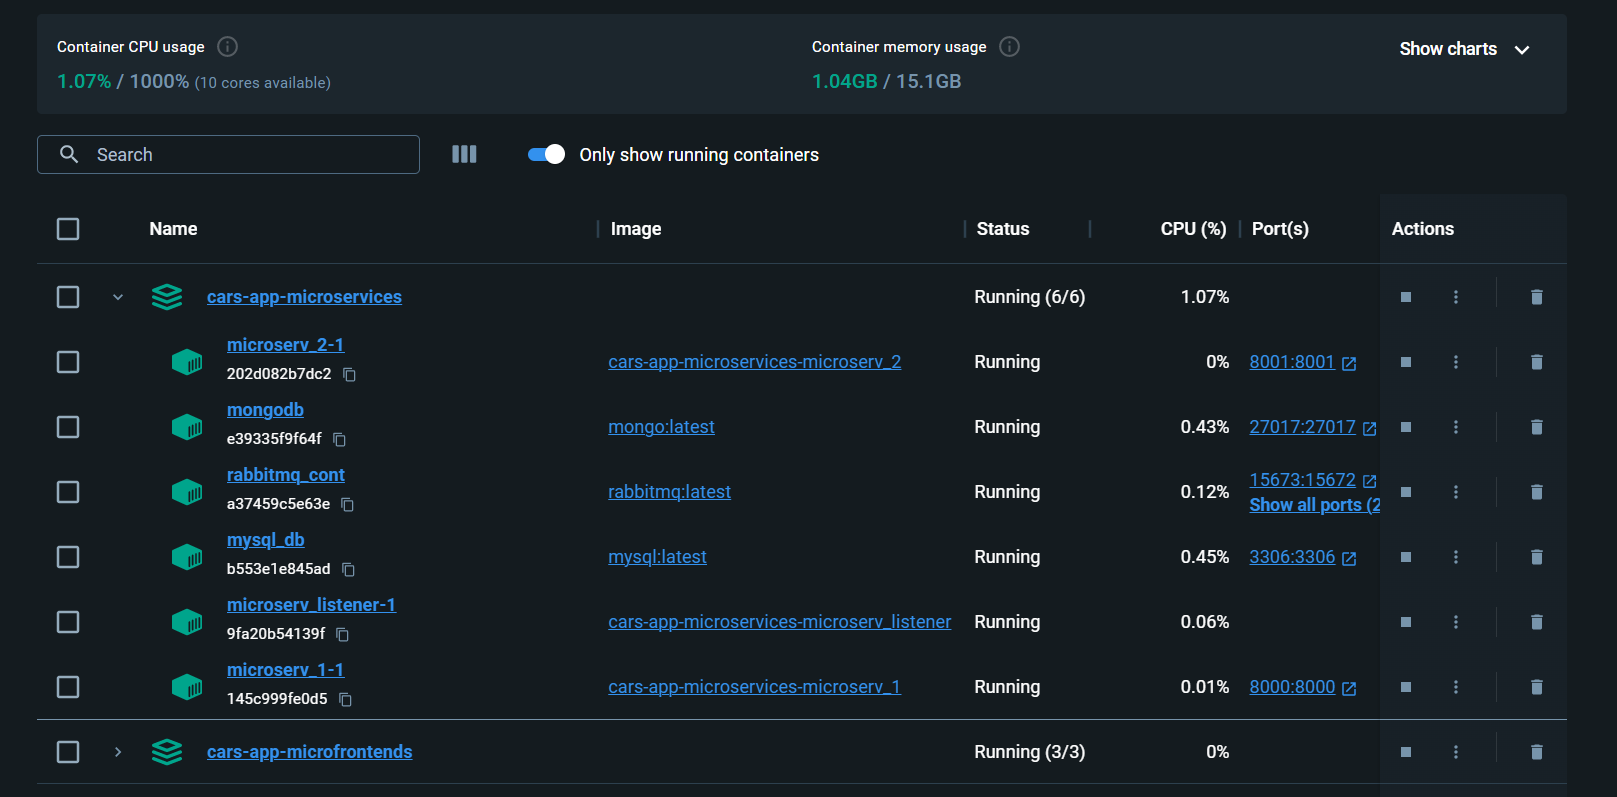 Container CPU usage
1.07% / 1000% (10 cores available)
Container memory usage
1.04GB / 15.1GB
Show charts
Search
Only show running containers
Name Image Status CPU (%) Port(s) Actions
cars-app-microservices Running (6/6) 1.07%
microserv_2-1
202d082b7dc2
cars-app-microservices-microserv_2 Running 0% 8001:8001
mongodb
e39335f9f64f
mongo:latest Running 0.43% 27017:27017
rabbitmq_cont
a37459c5e63e
rabbitmq:latest Running 0.12% 15673:15672
Show all ports (2
mysql_db
b553e1e845ad
mysql:latest Running 0.45% 3306:3306
microserv_listener-1
9fa20b54139f
cars-app-microservices-microserv_listener Running 0.06%
microserv_1-1
145c999fe0d5
cars-app-microservices-microserv_1 Running 0.01% 8000:8000
cars-app-microfrontends Running (3/3) 0%